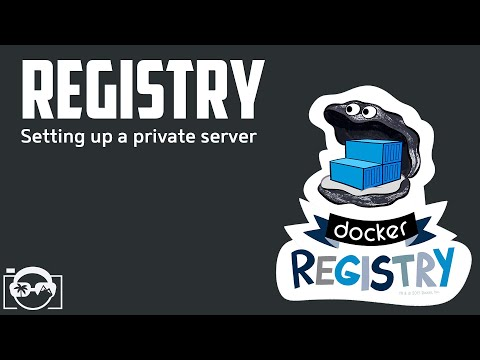 REGISTRY
Setting up a private server
docker
REGISTRY